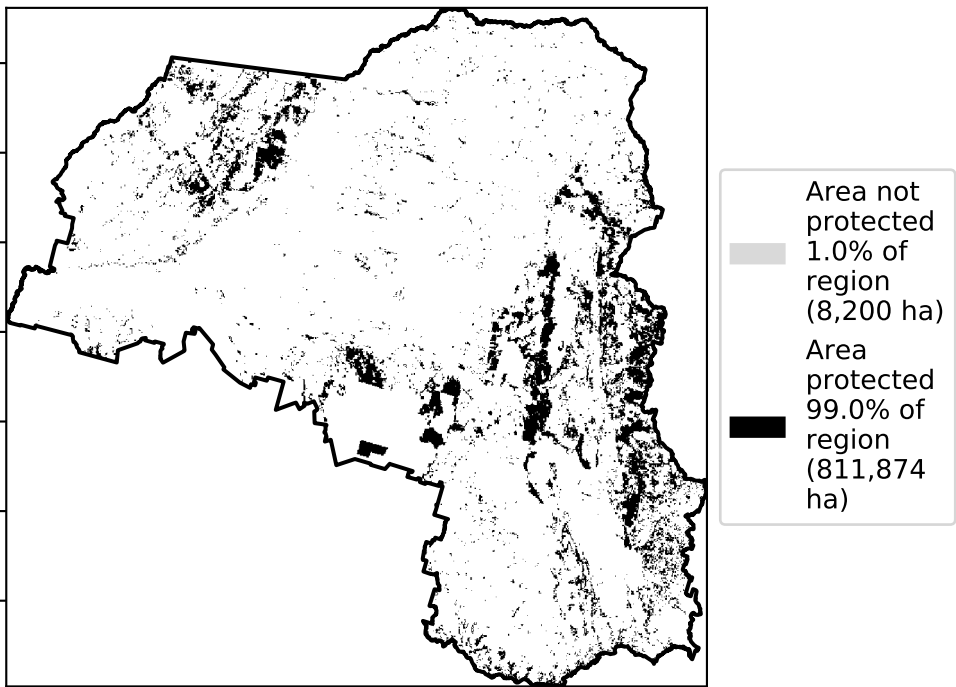 Area not
protected
1.0% of
region
(8,200 ha)
Area
protected
99.0% of
region
(811,874
ha)